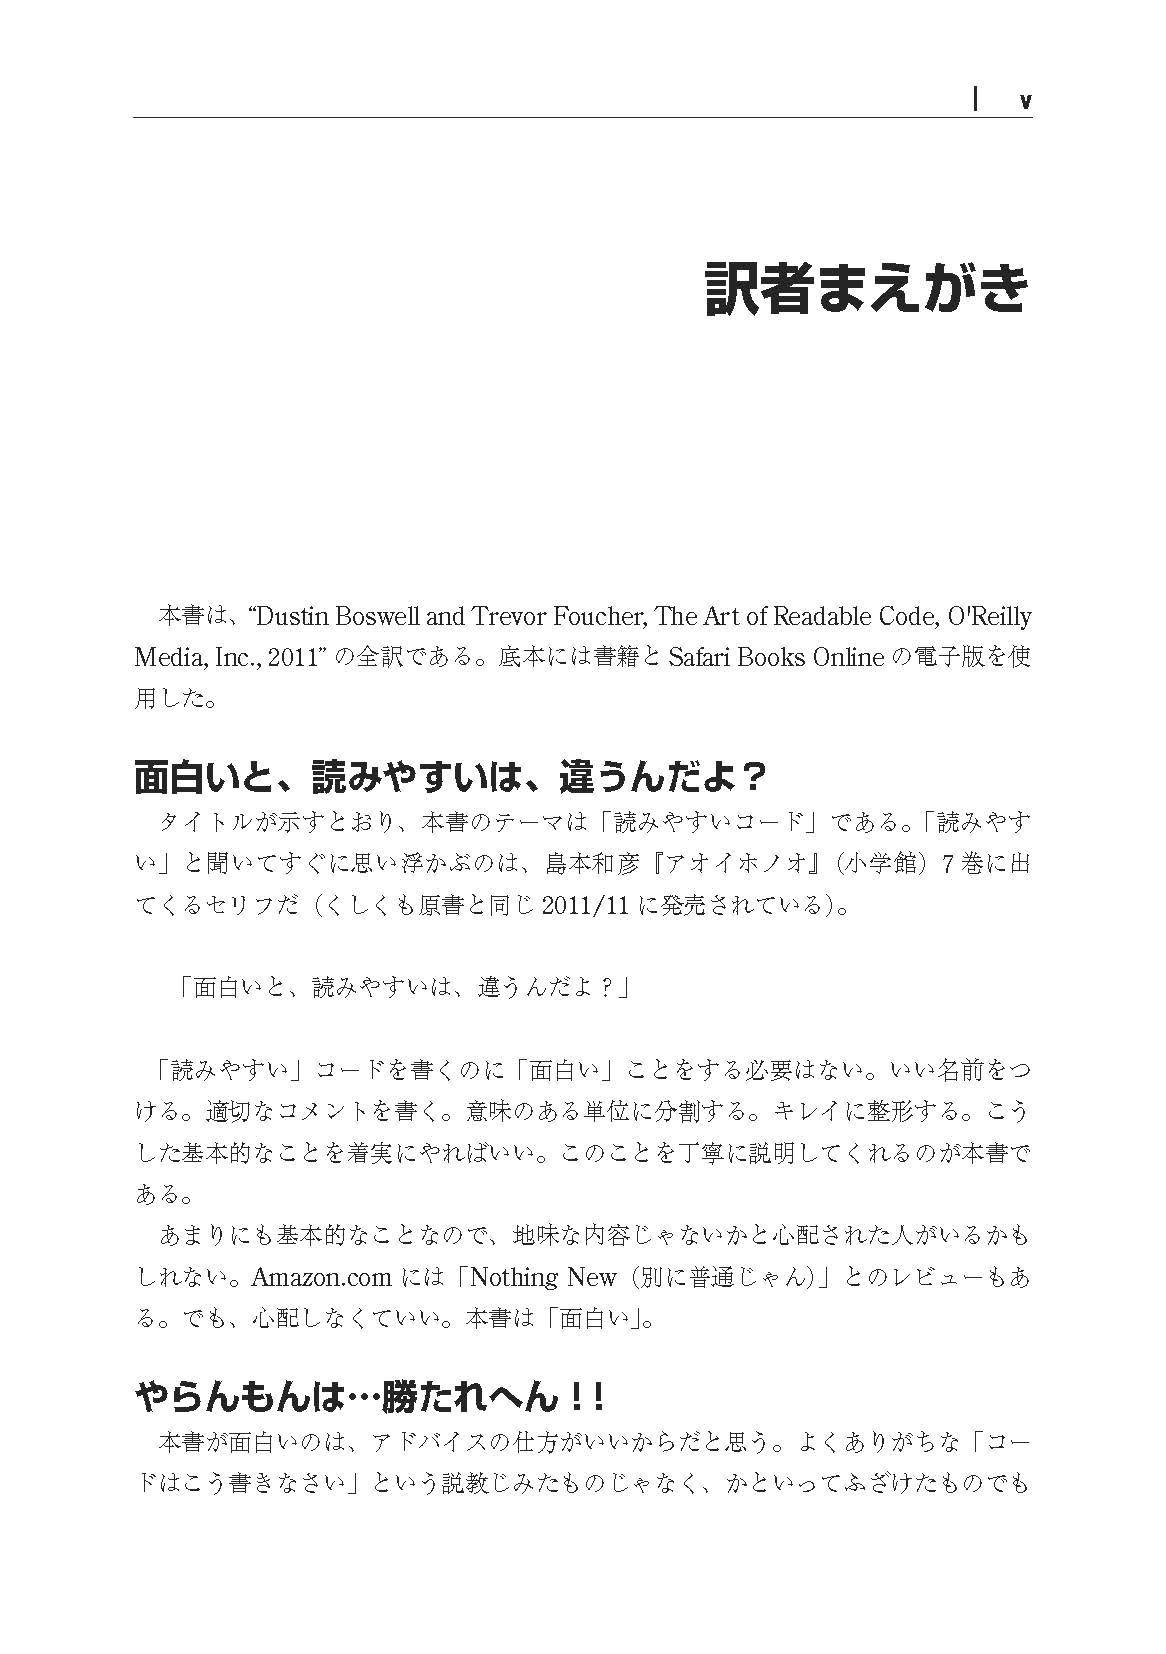 v
訳者まえがき
本書は、“Dustin Boswell and Trevor Foucher, The Art of Readable Code, O'Reilly
Media, Inc., 2011” の全訳である。底本には書籍と Safari Books Online の電子版を使
用した。
面白いと、読みやすいは、違うんだよ？
タイトルが示すとおり、本書のテーマは「読みやすいコード」である。「読みやす
い」と聞いてすぐに思い浮かぶのは、島本和彦『アオイホノオ』（小学館）7 巻に出
てくるセリフだ（くしくも原書と同じ 2011/11 に発売されている）。
「面白いと、読みやすいは、違うんだよ？」
「読みやすい」コードを書くのに「面白い」ことをする必要はない。いい名前をつ
ける。適切なコメントを書く。意味のある単位に分割する。キレイに整形する。こう
した基本的なことを着実にやればいい。このことを丁寧に説明してくれるのが本書で
ある。
あまりにも基本的なことなので、地味な内容じゃないかと心配された人がいるかも
しれない。Amazon.com には「Nothing New（別に普通じゃん）」とのレビューもあ
る。でも、心配しなくていい。本書は「面白い」。
やらんもんは…勝たれへん！！
本書が面白いのは、アドバイスの仕方がいいからだと思う。よくありがちな「コー
ドはこう書きなさい」という説教じみたものじゃなく、かといってふざけたものでも